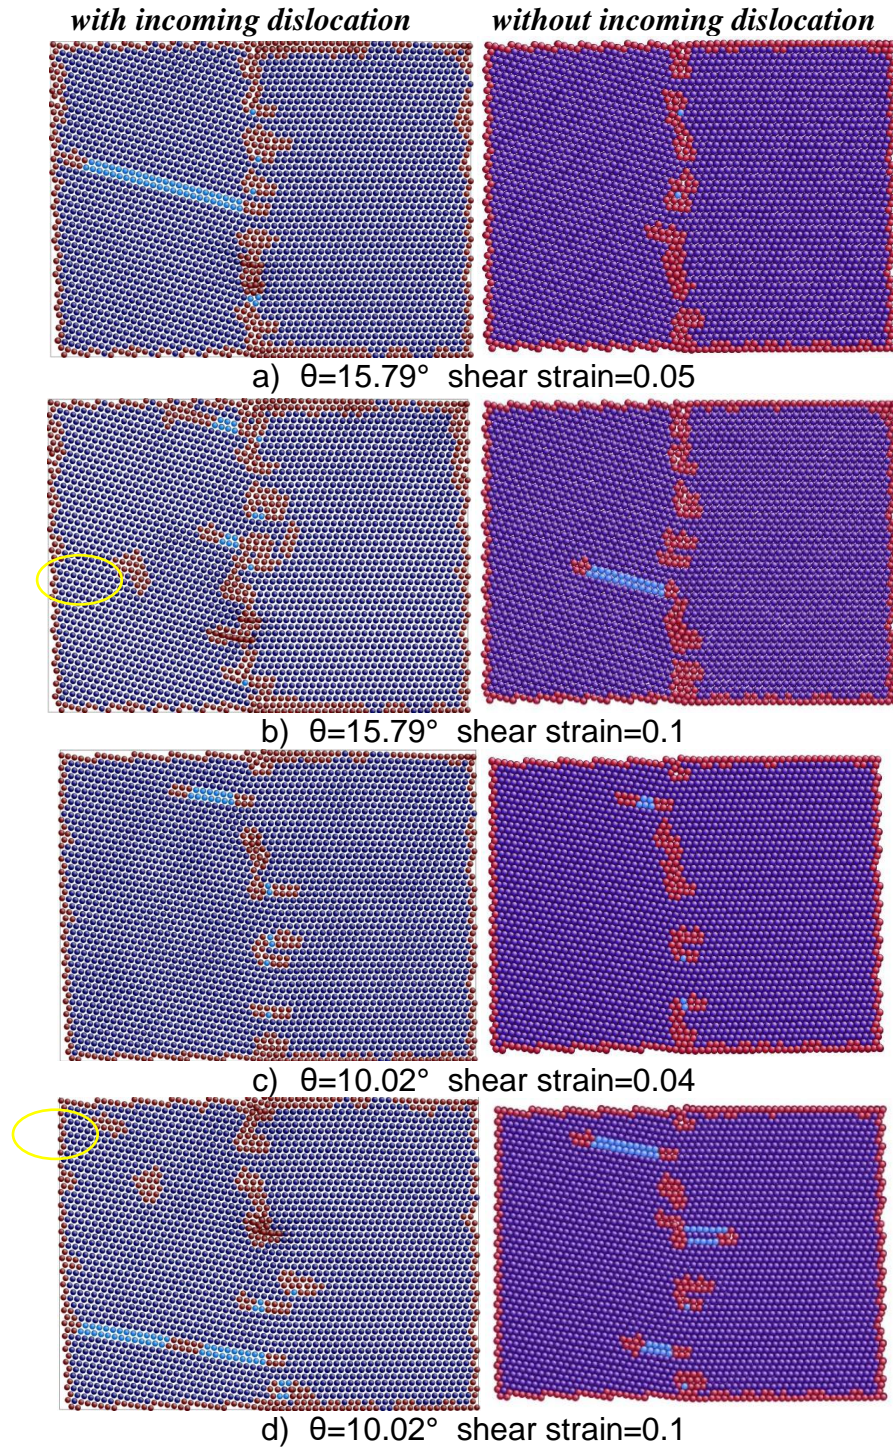 with incoming dislocation without incoming dislocation
a) θ=15.79° shear strain=0.05
b) θ=15.79° shear strain=0.1
c) θ=10.02° shear strain=0.04
d) θ=10.02° shear strain=0.1